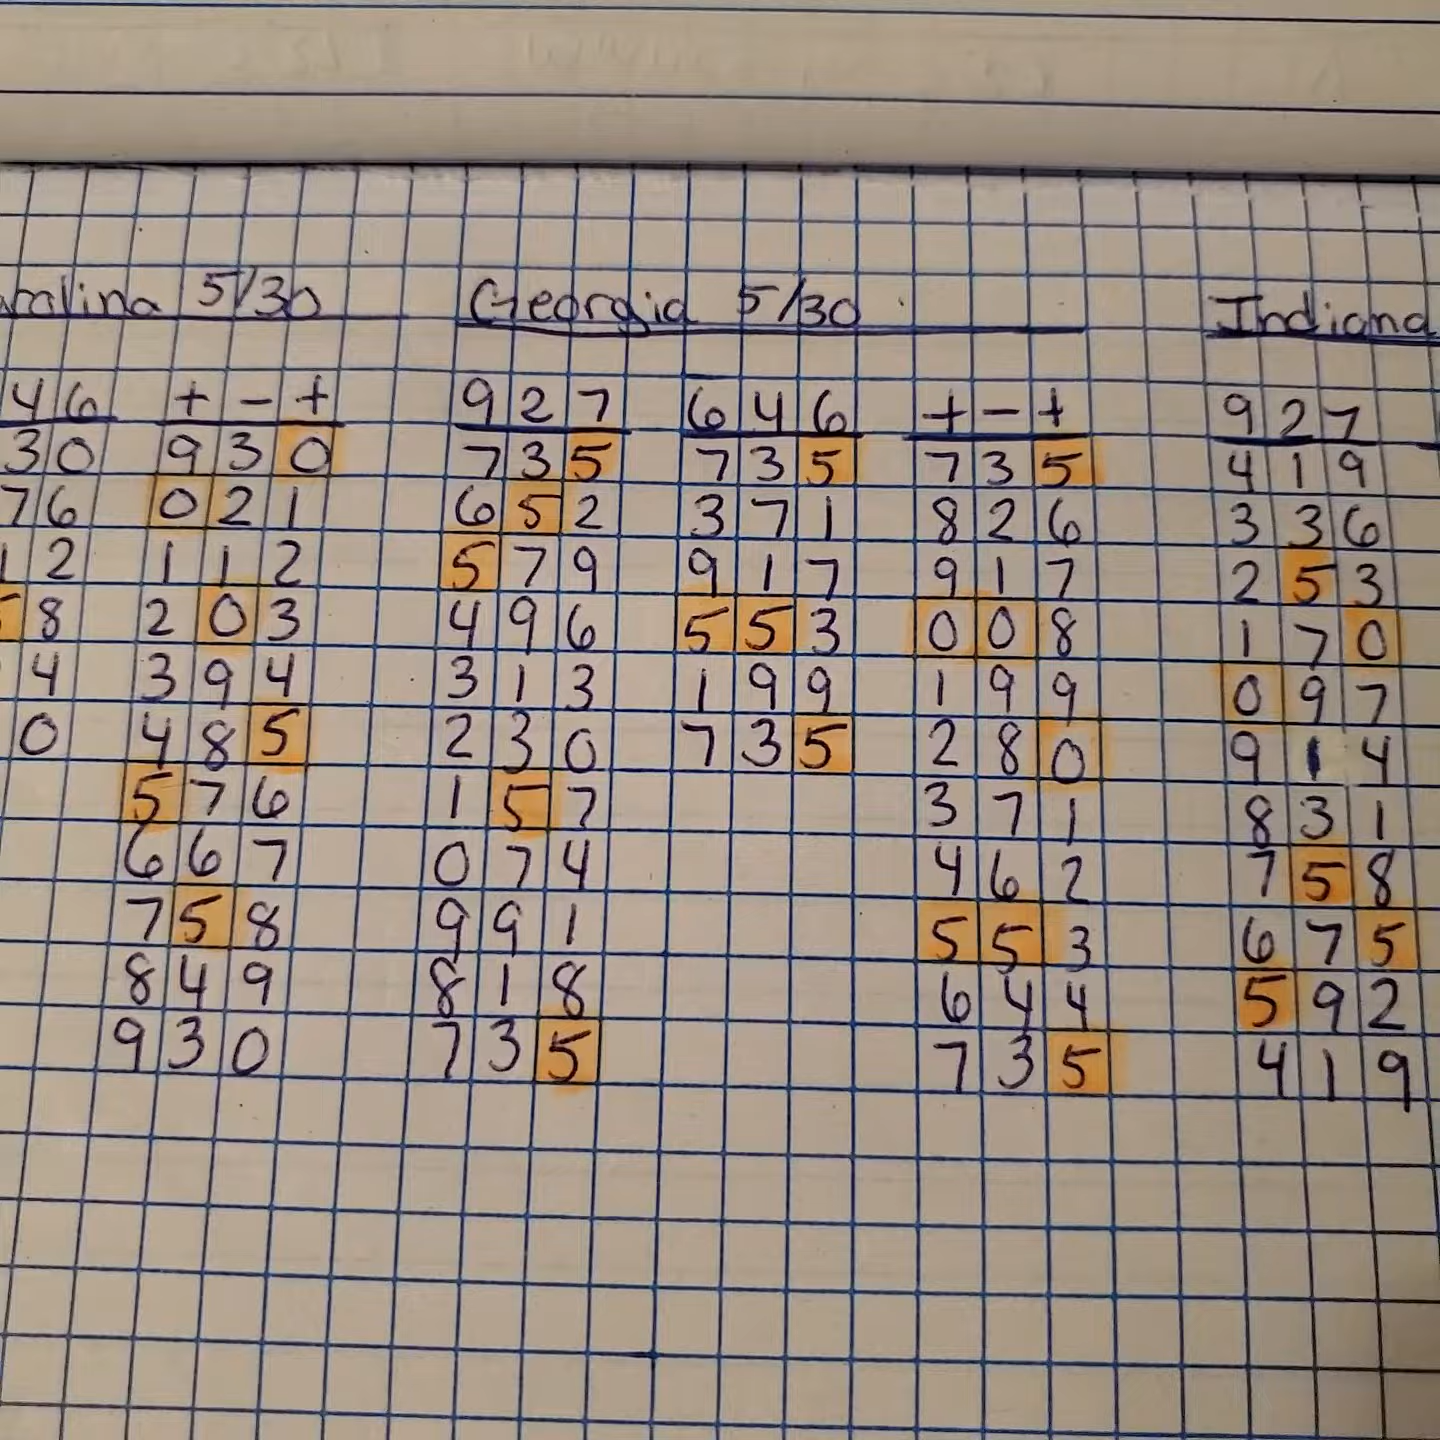 arolina 5/30 Georgia 5/30 Indiana
46 + - + 927 646 + - + 927
30 930 735 735 735 419
76 021 652 371 826 336
12 112 579 917 917 253
58 203 496 553 008 170
4 394 313 199 199 097
0 485 230 735 280 914
576 157 371 831
667 074 462 758
758 991 553 675
849 818 644 592
930 735 735 419